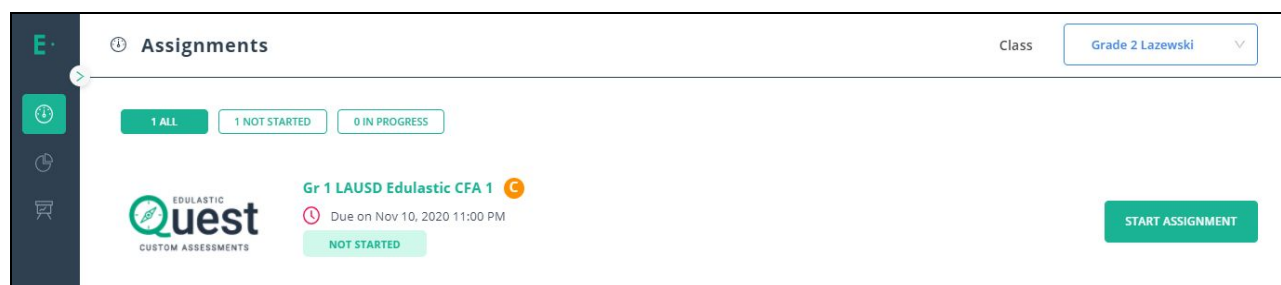 E
Assignments
Class
Grade 2 Lazewski
1 ALL
1 NOT STARTED
0 IN PROGRESS
EDULASTIC
Quest
CUSTOM ASSESSMENTS
Gr 1 LAUSD Edulastic CFA 1 C
Due on Nov 10, 2020 11:00 PM
NOT STARTED
START ASSIGNMENT